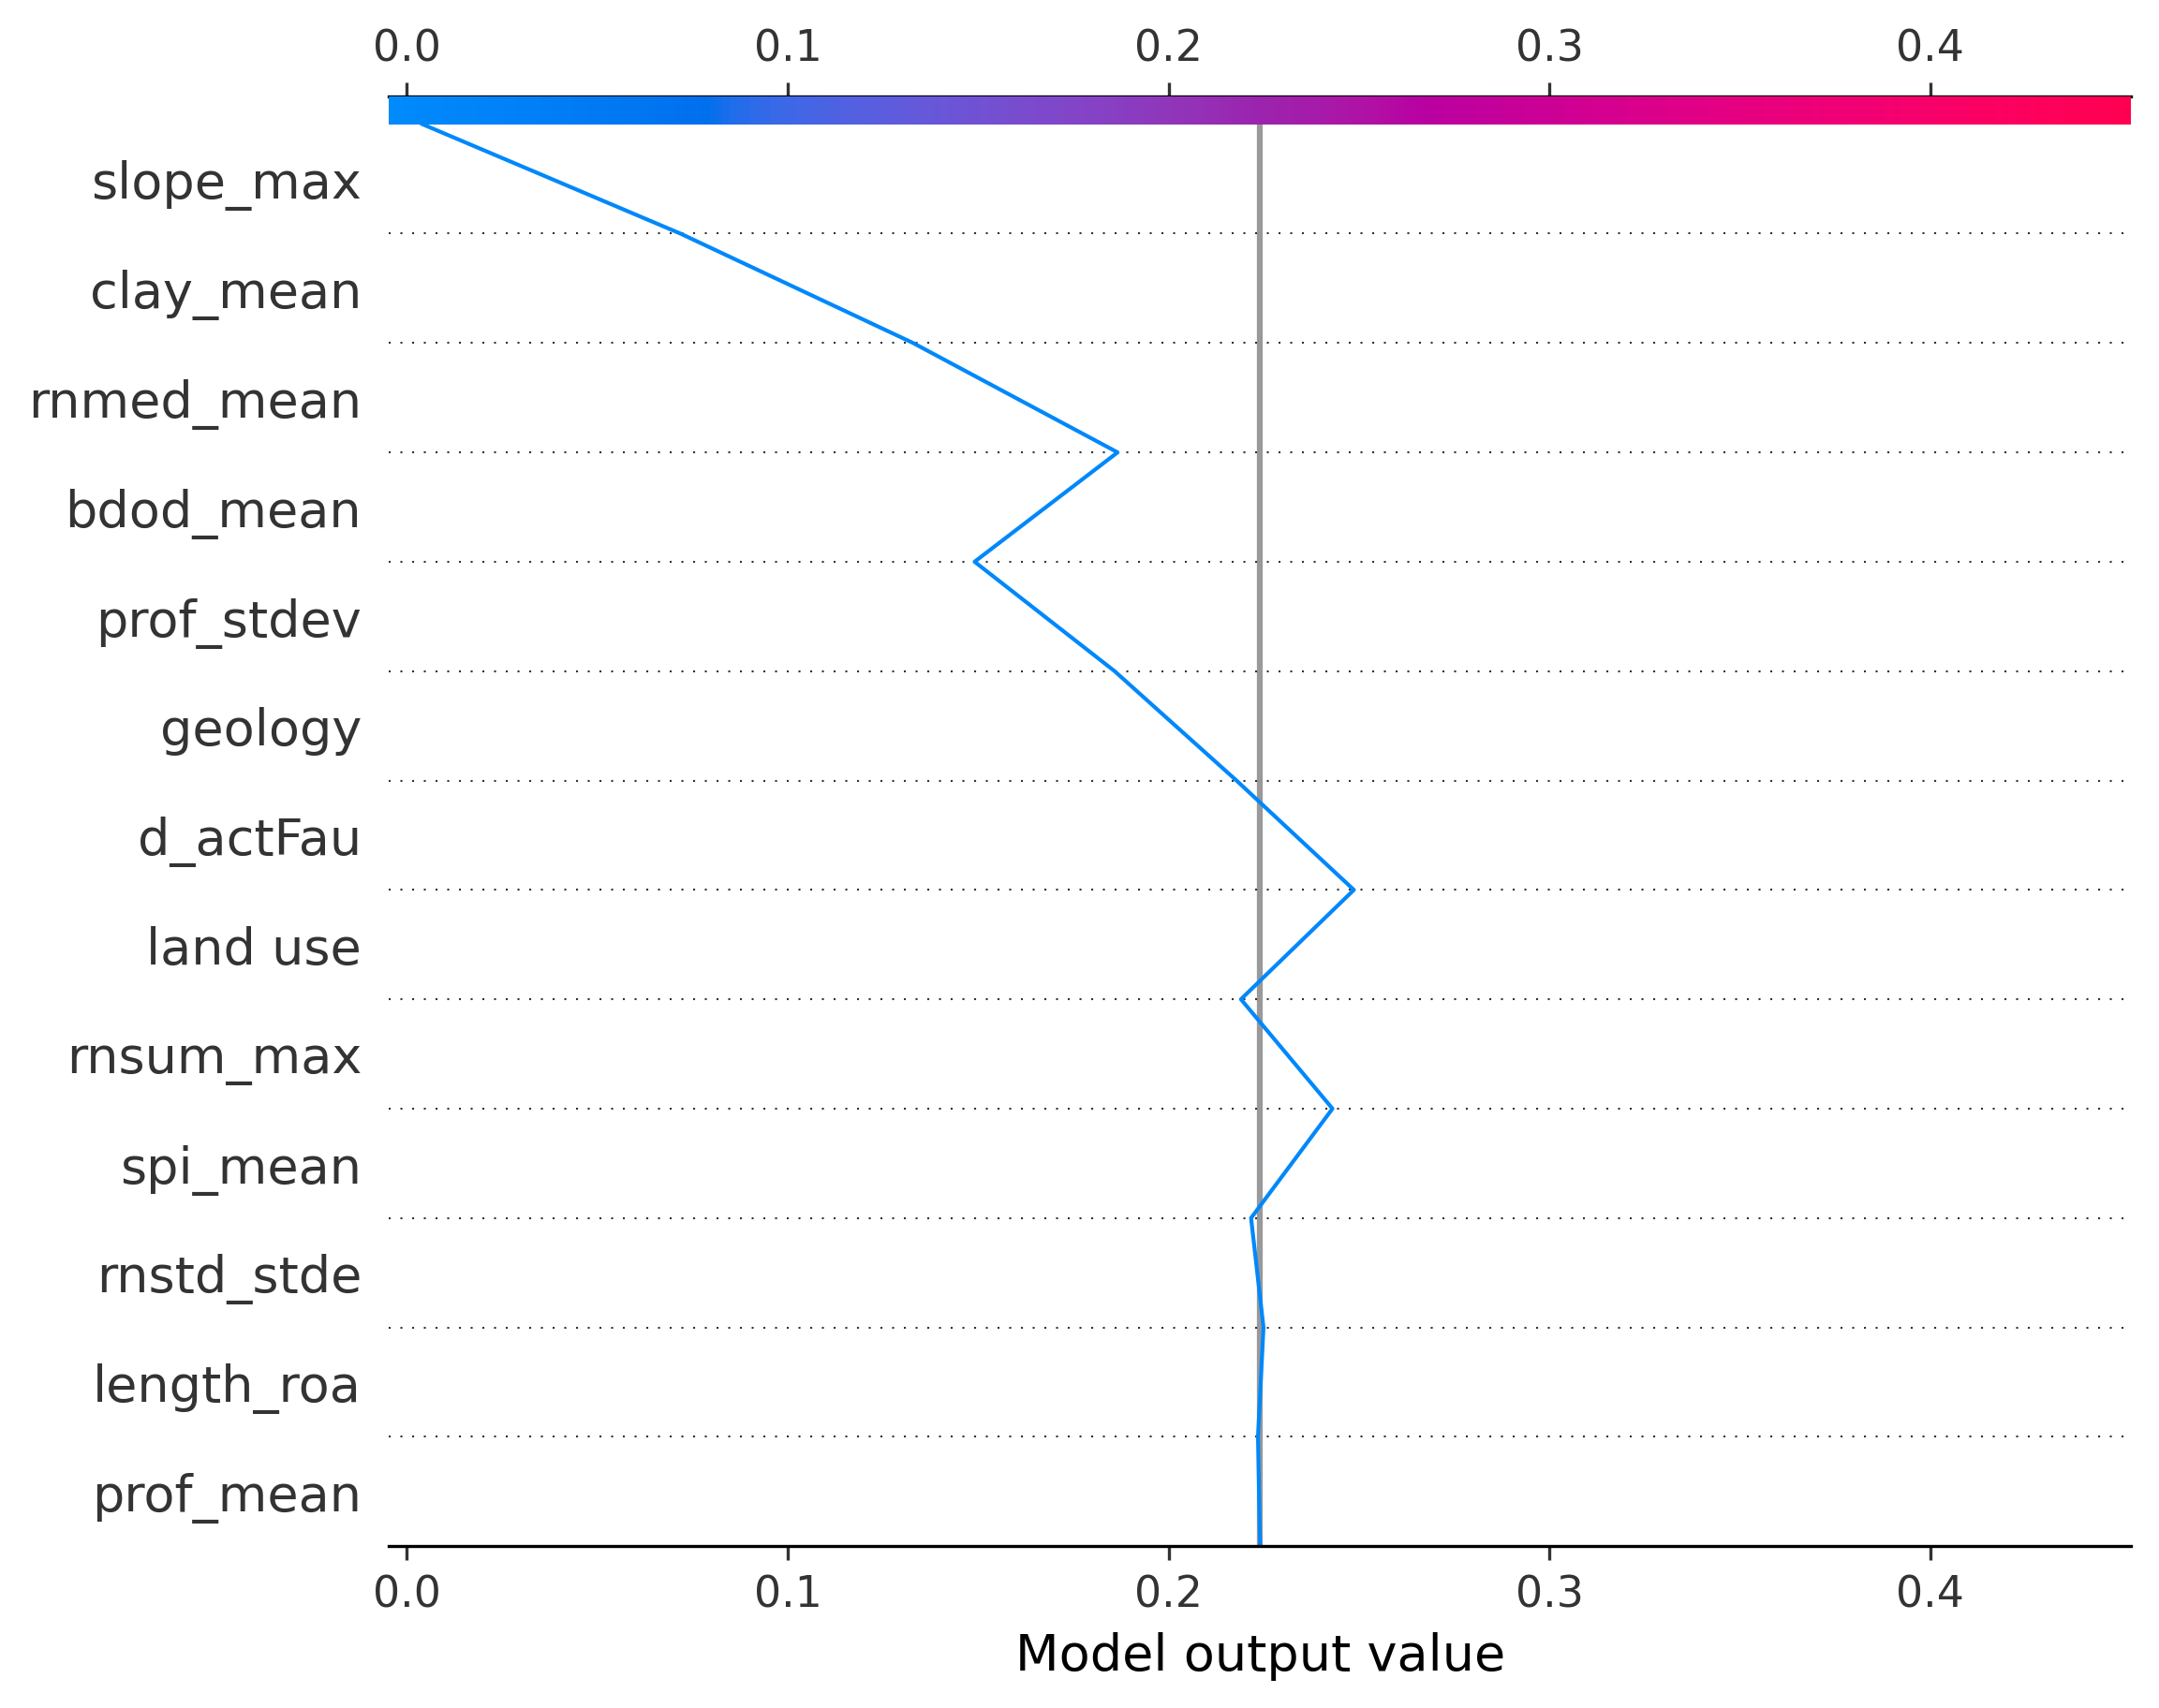 0.0 0.1 0.2 0.3 0.4
slope_max
clay_mean
rnmed_mean
bdod_mean
prof_stdev
geology
d_actFau
land use
rnsum_max
spi_mean
rnstd_stde
length_roa
prof_mean
0.0 0.1 0.2 0.3 0.4
Model output value